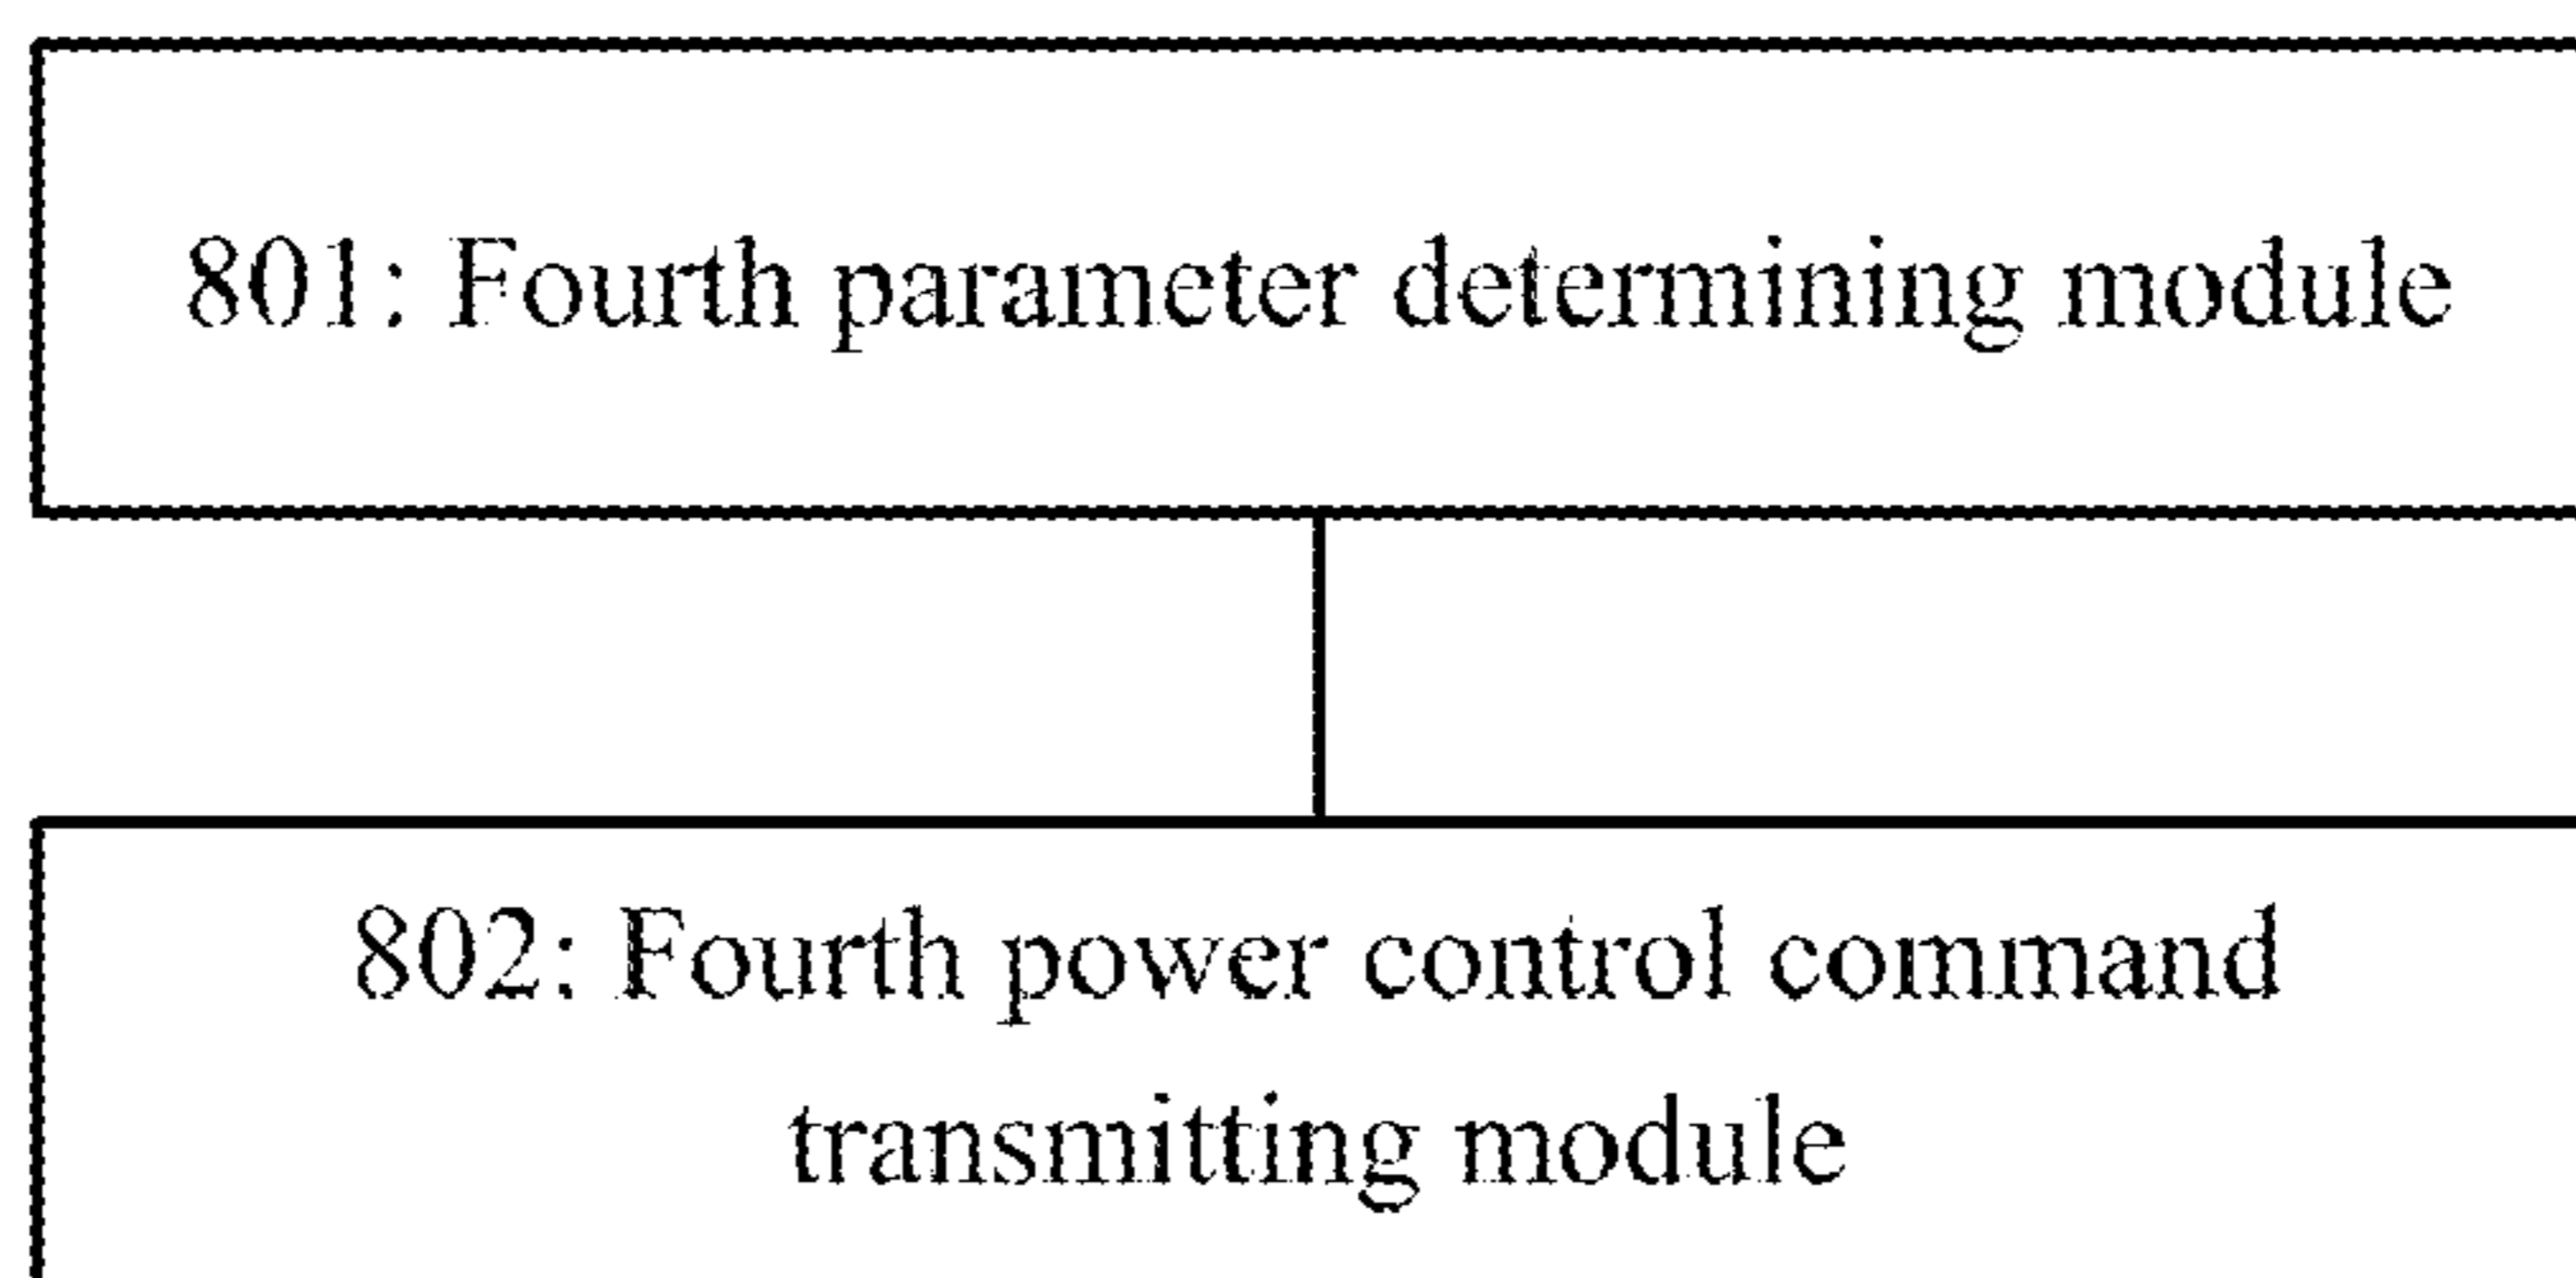 801: Fourth parameter determining module
802: Fourth power control command
transmitting module